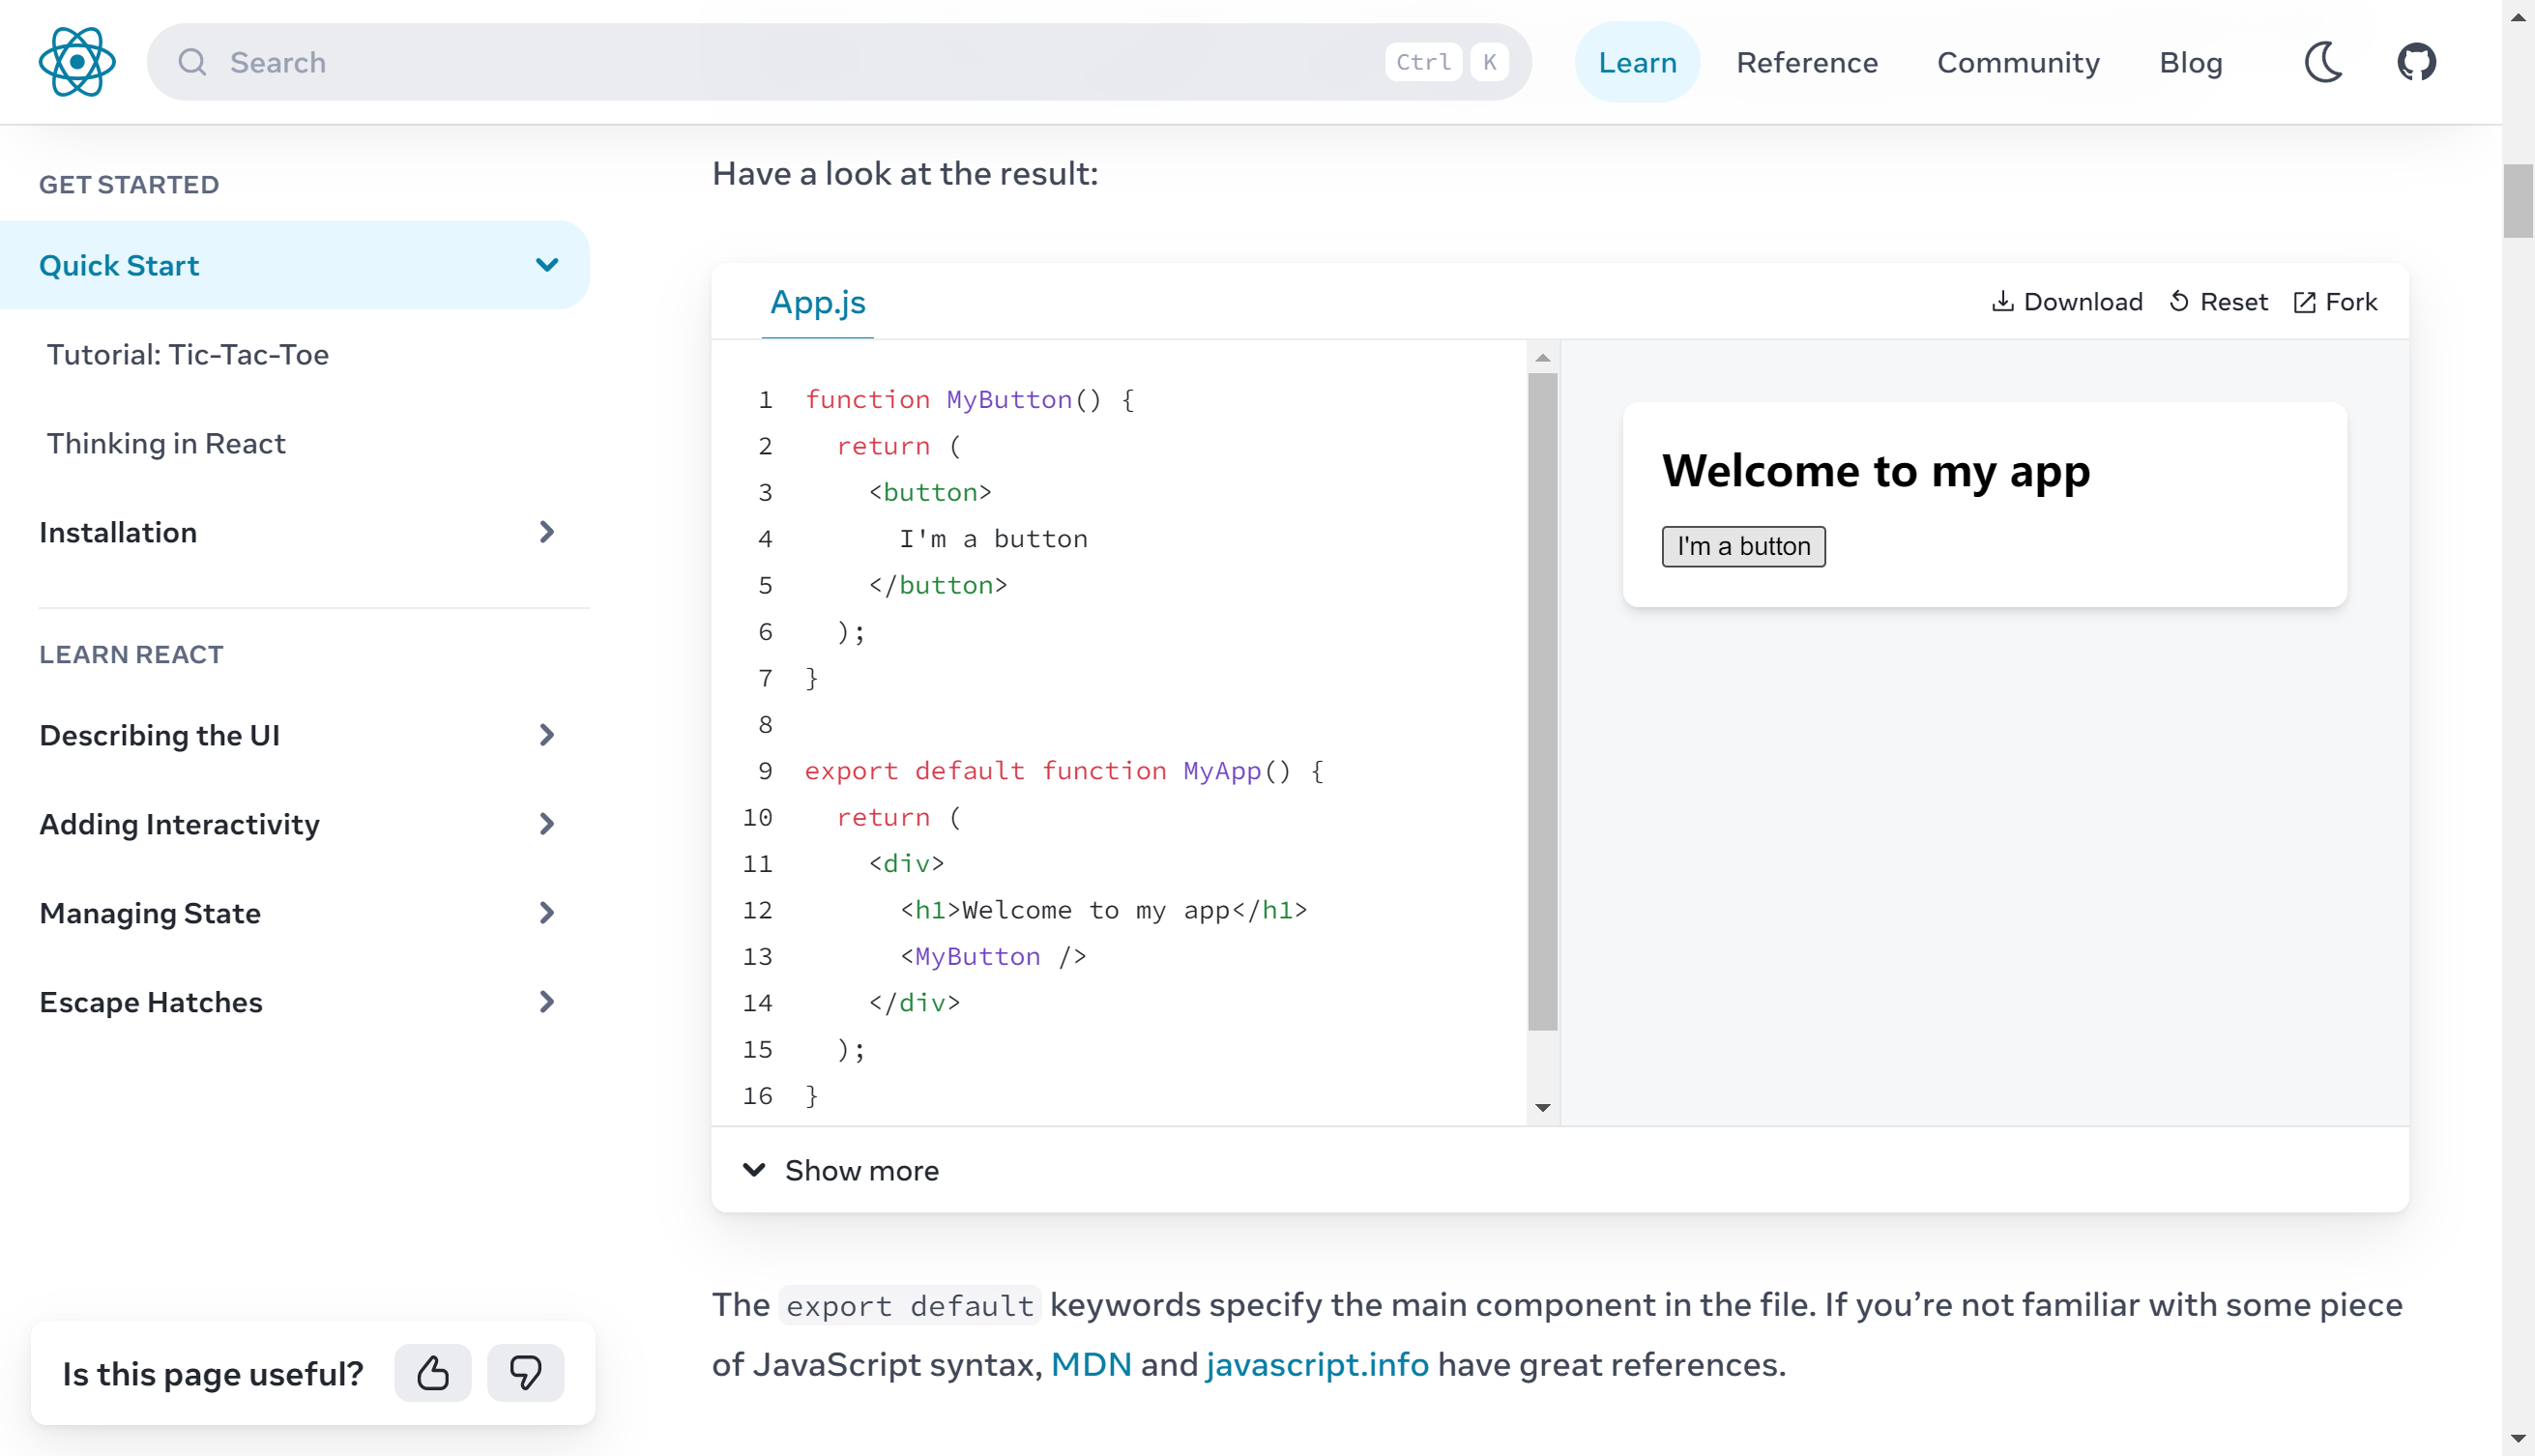 Search
Ctrl K
Learn
Reference
Community
Blog
GET STARTED
Quick Start
Tutorial: Tic-Tac-Toe
Thinking in React
Installation
LEARN REACT
Describing the UI
Adding Interactivity
Managing State
Escape Hatches
Is this page useful?
Have a look at the result:
App.js
Download
Reset
Fork
1 function MyButton() {
2   return (
3     <button>
4       I'm a button
5     </button>
6   );
7 }
8
9 export default function MyApp() {
10   return (
11     <div>
12       <h1>Welcome to my app</h1>
13       <MyButton />
14     </div>
15   );
16 }
Welcome to my app
I'm a button
Show more
The export default keywords specify the main component in the file. If you’re not familiar with some piece
of JavaScript syntax, MDN and javascript.info have great references.